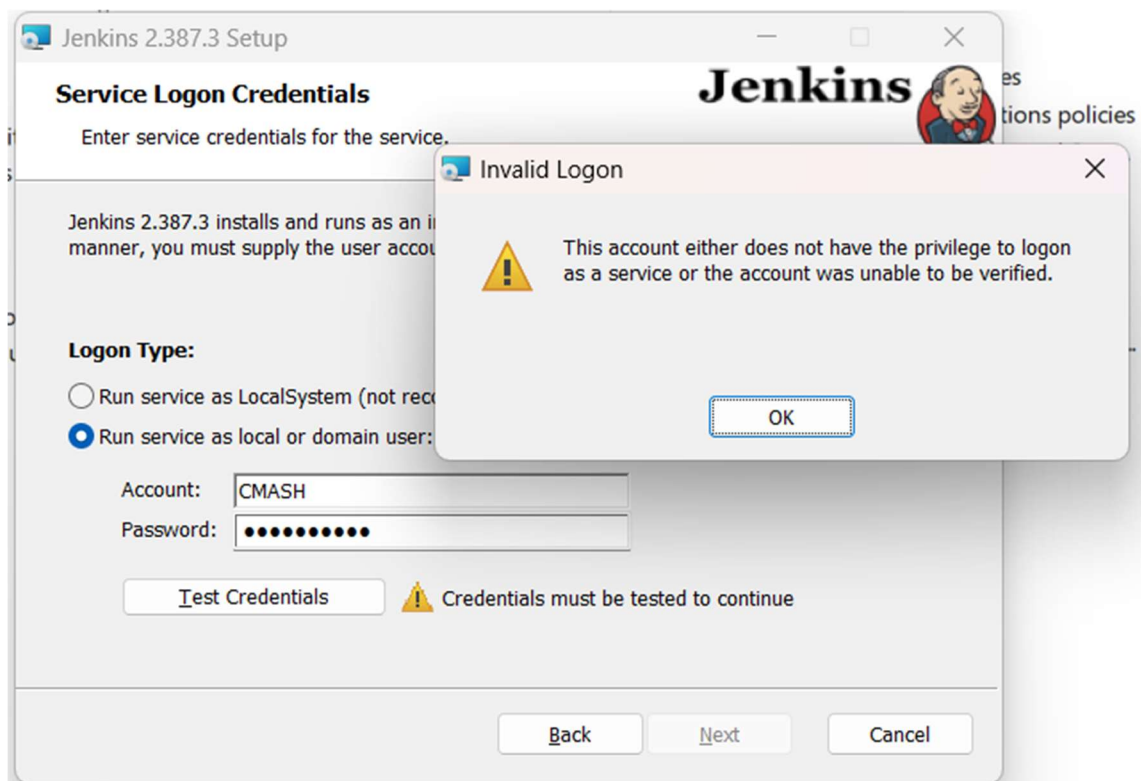 Jenkins 2.387.3 Setup
Service Logon Credentials
Enter service credentials for the service.
Jenkins
es
tions policies
Invalid Logon
Jenkins 2.387.3 installs and runs as an
manner, you must supply the user
This account either does not have the privilege to logon
as a service or the account was unable to be verified.
OK
Logon Type:
Run service as LocalSystem (not
Run service as local or domain user:
Account: CMASH
Password: ●●●●●●●●●●
Test Credentials
Credentials must be tested to continue
Back
Next
Cancel